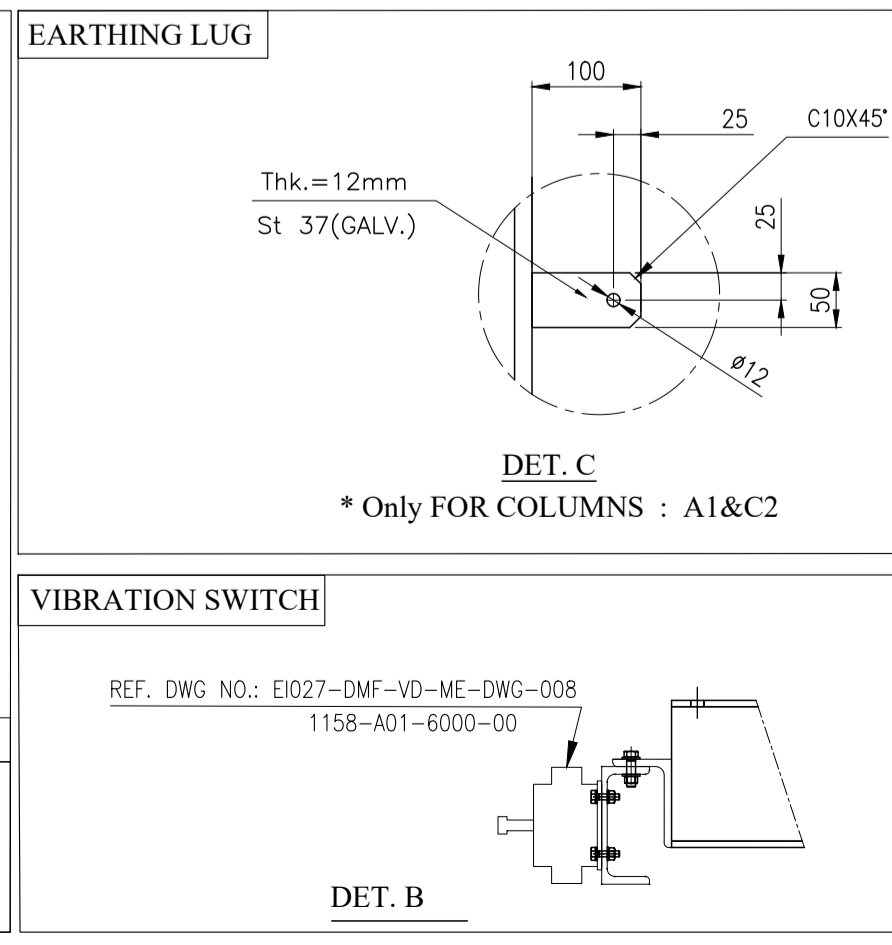 EARTHING LUG
100
25
C10X45°
Thk.=12mm
St 37(GALV.)
25
50
ø12
DET. C
* Only FOR COLUMNS : A1&C2
VIBRATION SWITCH
REF. DWG NO.: EI027-DMF-VD-ME-DWG-008
1158-A01-6000-00
DET. B